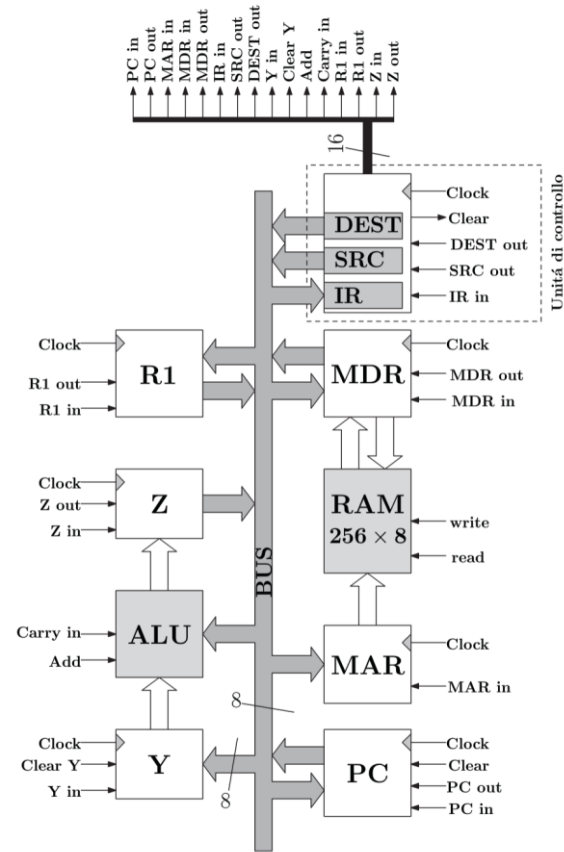 PC in
PC out
MAR in
MDR in
MDR out
IR in
SRC out
DEST out
Y in
Clear Y
Add
Carry in
R1 in
R1 out
Z in
Z out
16
Unitá di controllo
DEST
SRC
IR
Clock
Clear
DEST out
SRC out
IR in
Clock
R1 out
R1 in
R1
MDR
Clock
MDR out
MDR in
Clock
Z out
Z in
Z
RAM
256 × 8
write
read
BUS
Carry in
Add
ALU
MAR
Clock
MAR in
8
8
Clock
Clear Y
Y in
Y
PC
Clock
Clear
PC out
PC in